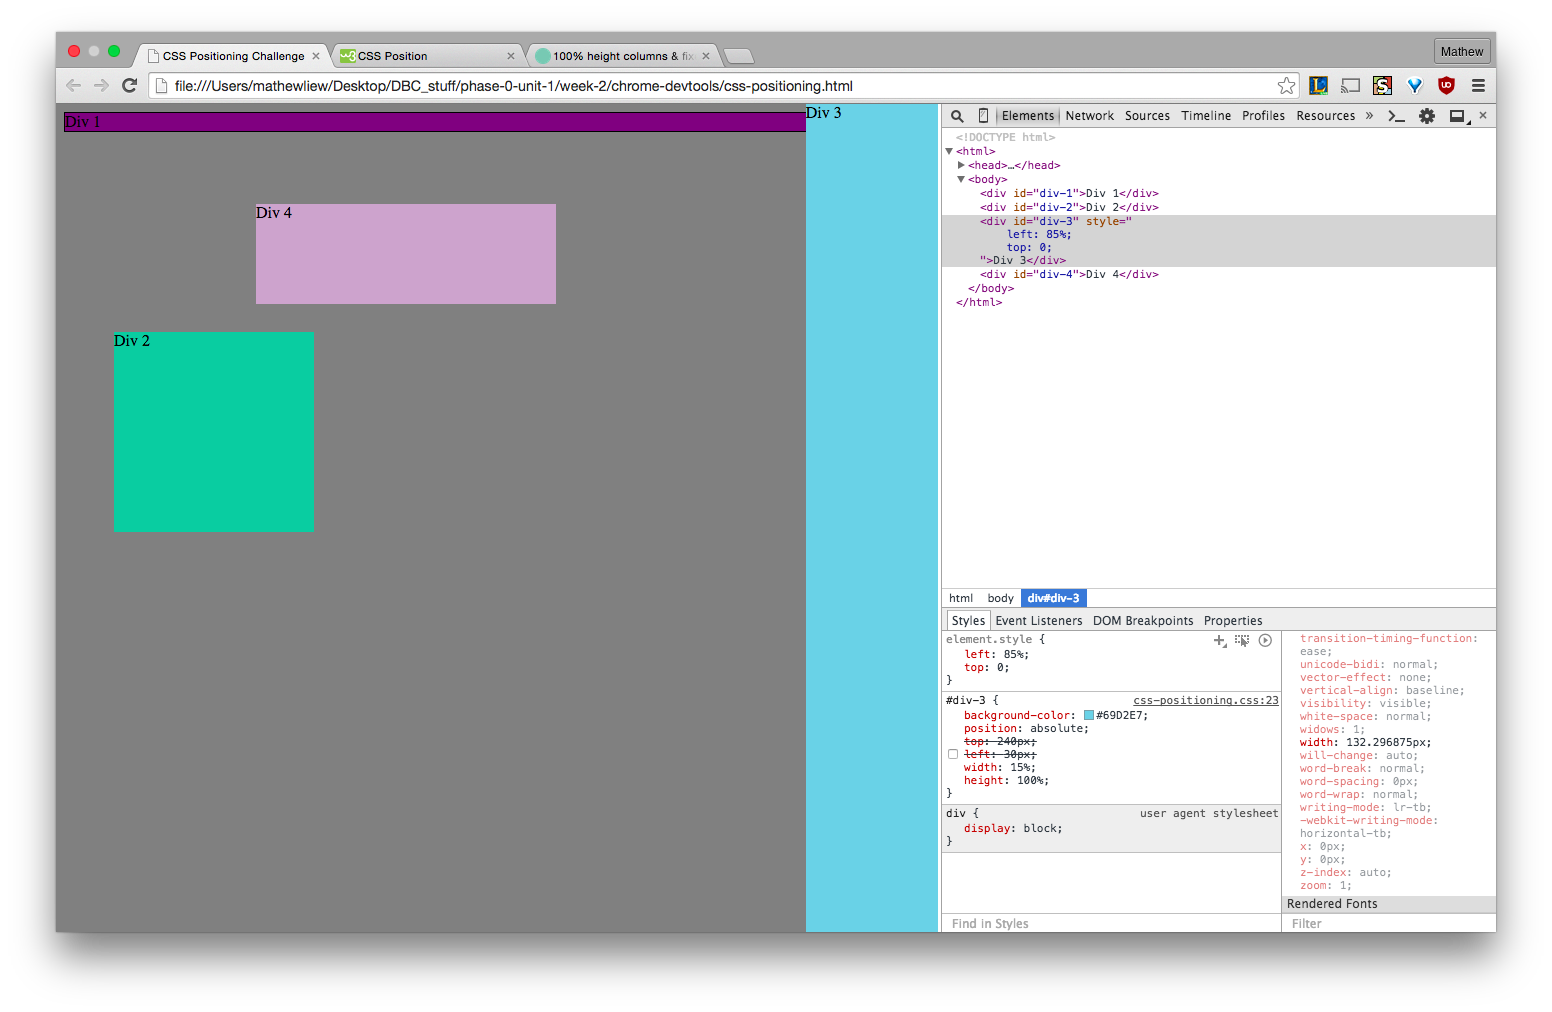 CSS Positioning Challenge
w3 CSS Position
100% height columns & fix
Mathew
file:///Users/mathewliew/Desktop/DBC_stuff/phase-0-unit-1/week-2/chrome-devtools/css-positioning.html
Div 1
Div 3
Div 4
Div 2
Elements Network Sources Timeline Profiles Resources »
<!DOCTYPE html>
<html>
<head>…</head>
<body>
<div id="div-1">Div 1</div>
<div id="div-2">Div 2</div>
<div id="div-3" style="
left: 85%;
top: 0;
">Div 3</div>
<div id="div-4">Div 4</div>
</body>
</html>
html body div#div-3
Styles Event Listeners DOM Breakpoints Properties
element.style {
left: 85%;
top: 0;
}
#div-3 { css-positioning.css:23
background-color: #69D2E7;
position: absolute;
top: 240px;
left: 30px;
width: 15%;
height: 100%;
}
div { user agent stylesheet
display: block;
}
Find in Styles
transition-timing-function:
ease;
unicode-bidi: normal;
vector-effect: none;
vertical-align: baseline;
visibility: visible;
white-space: normal;
widows: 1;
width: 132.296875px;
will-change: auto;
word-break: normal;
word-spacing: 0px;
word-wrap: normal;
writing-mode: lr-tb;
-webkit-writing-mode:
horizontal-tb;
x: 0px;
y: 0px;
z-index: auto;
zoom: 1;
Rendered Fonts
Filter